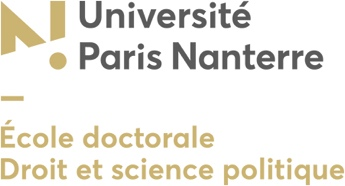 Université
Paris Nanterre
École doctorale
Droit et science politique